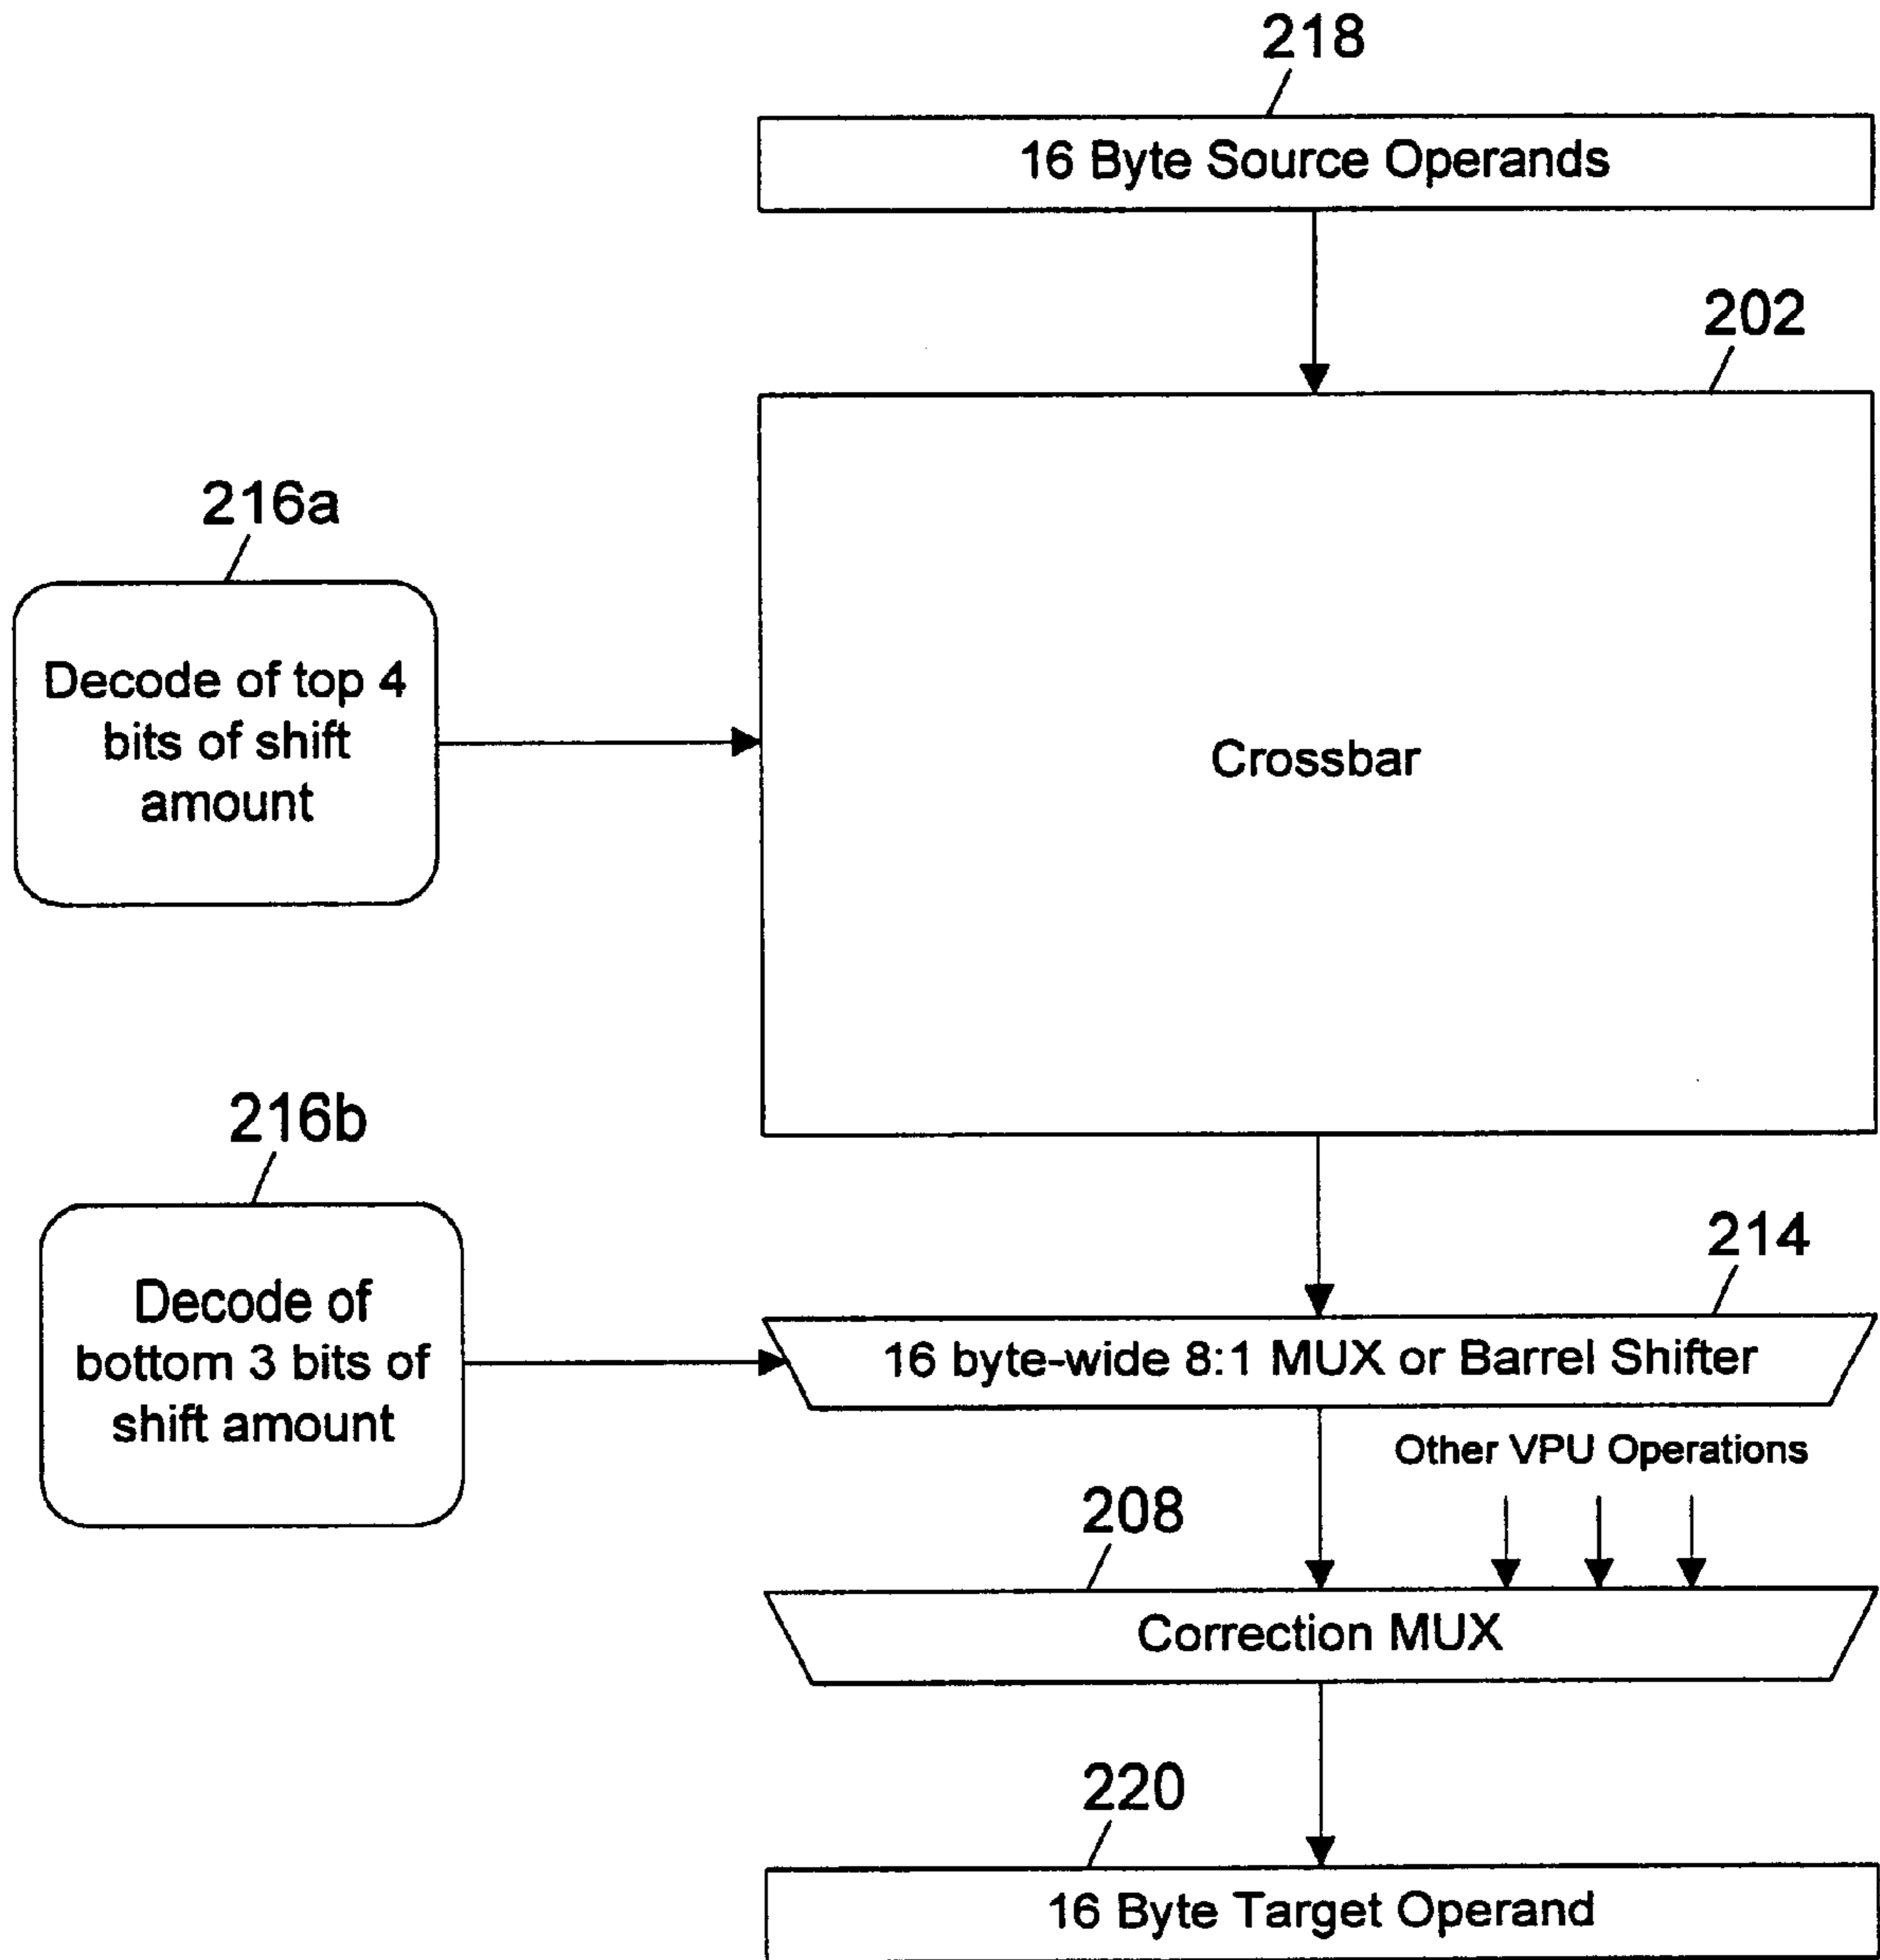 218
16 Byte Source Operands
202
216a
Decode of top 4
bits of shift
amount
Crossbar
216b
Decode of
bottom 3 bits of
shift amount
214
16 byte-wide 8:1 MUX or Barrel Shifter
Other VPU Operations
208
Correction MUX
220
16 Byte Target Operand